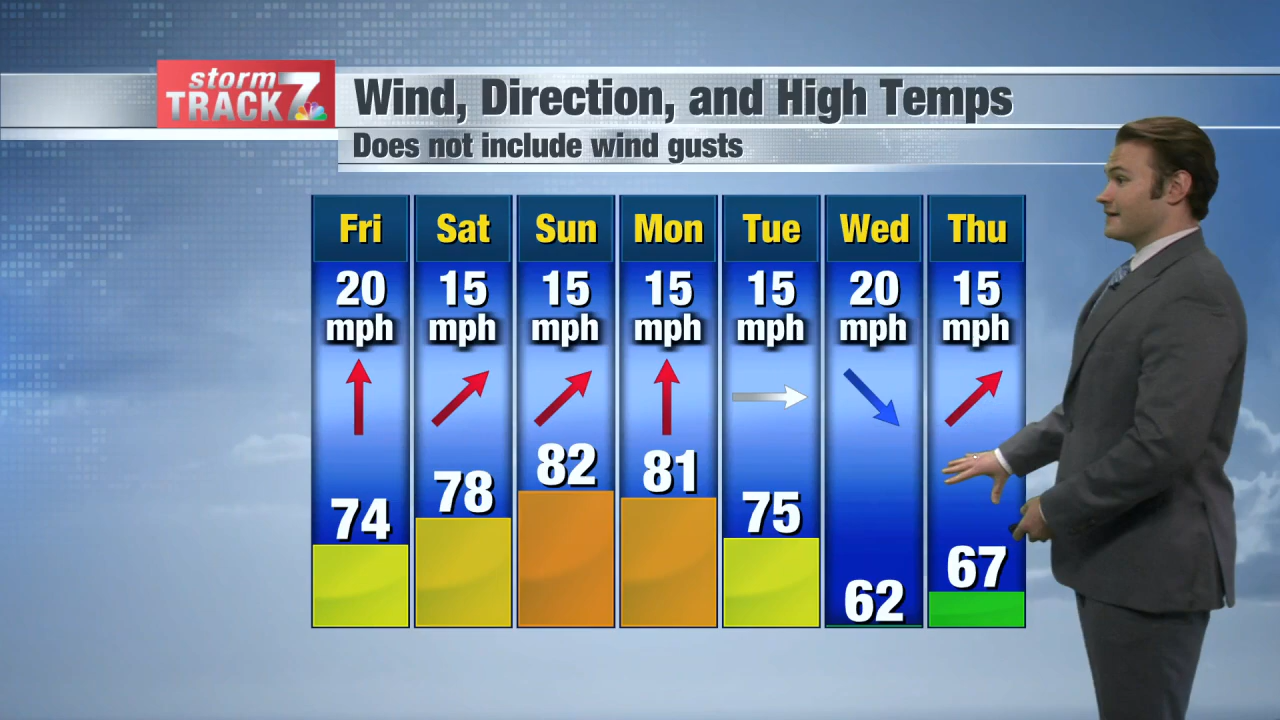 storm
TRACK 7
Wind, Direction, and High Temps
Does not include wind gusts
Fri Sat Sun Mon Tue Wed Thu
20 15 15 15 15 20 15
mph mph mph mph mph mph mph
74 78 82 81 75 62 67